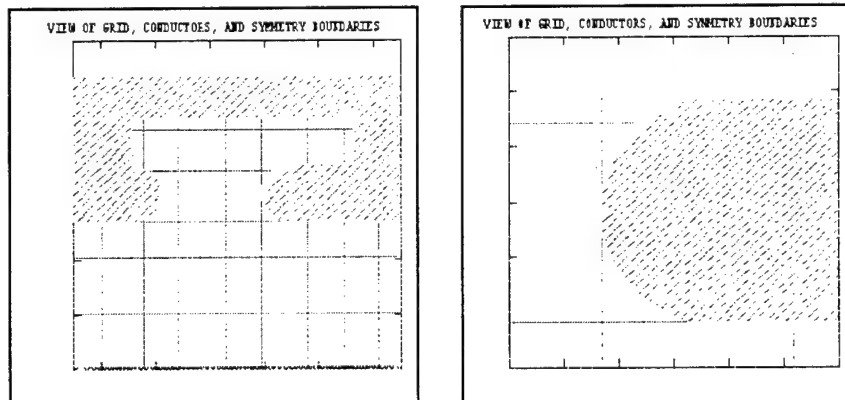 VIEW OF GRID, CONDUCTORS, AND SYMMETRY BOUNDARIES
VIEW OF GRID, CONDUCTORS, AND SYMMETRY BOUNDARIES